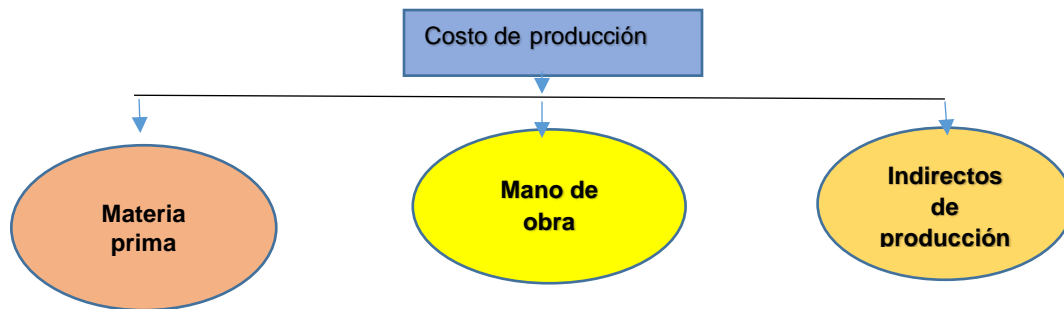 Costo de producción
Materia
prima
Mano de
obra
Indirectos
de
producción